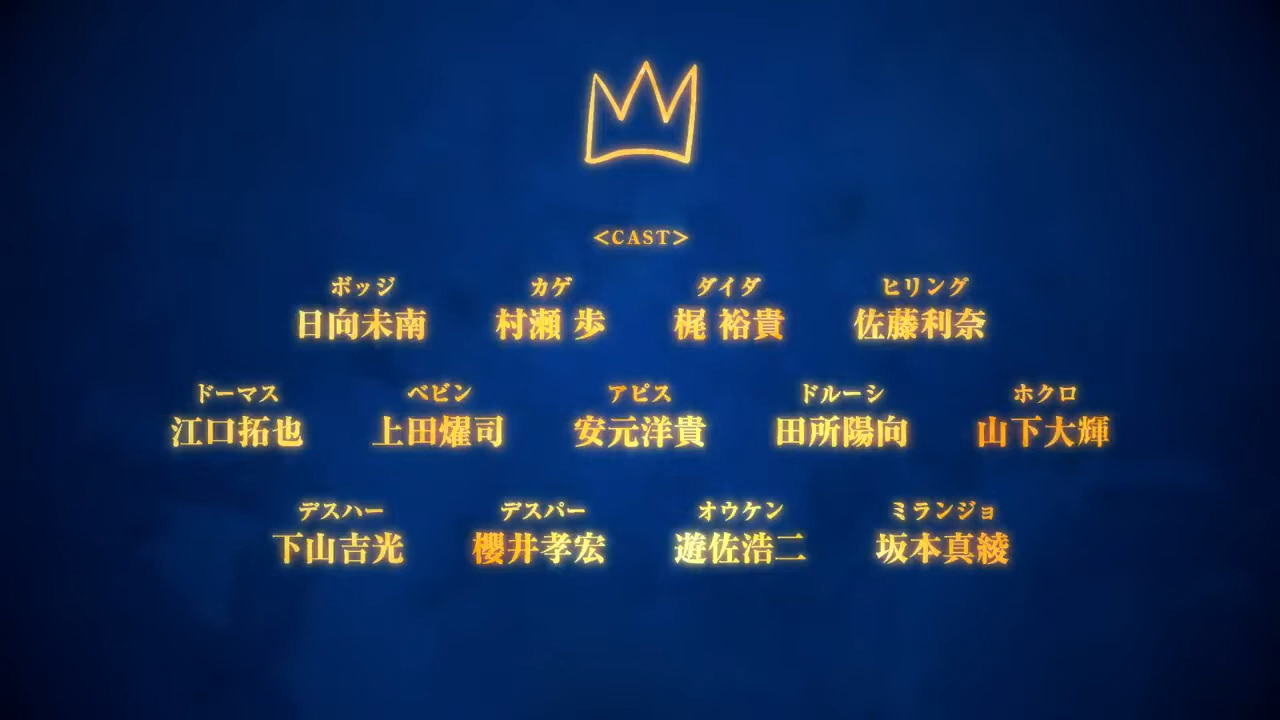 <CAST>
ボッジ カゲ ダイダ ヒリング
日向未南 村瀬 歩 梶 裕貴 佐藤利奈
ドーマス ベビン アピス ドルーシ ホクロ
江口拓也 上田燿司 安元洋貴 田所陽向 山下大輝
デスハー デスパー オウケン ミランジョ
下山吉光 櫻井孝宏 遊佐浩二 坂本真綾